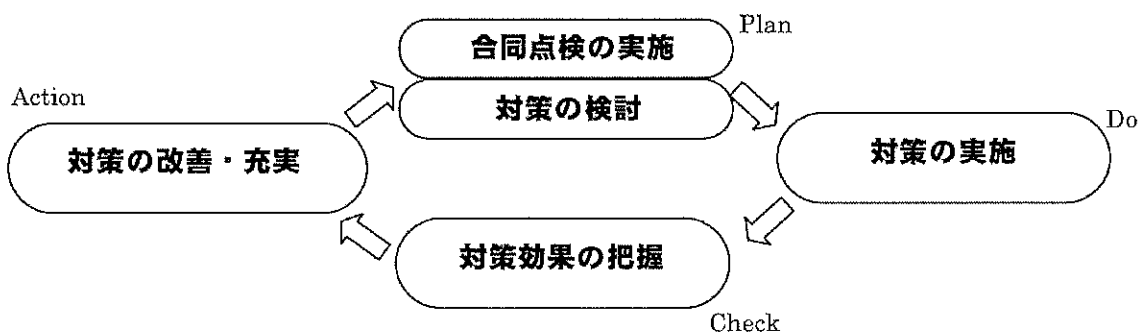 合同点検の実施
Plan
対策の検討
Action
対策の改善・充実
Do
対策の実施
対策効果の把握
Check